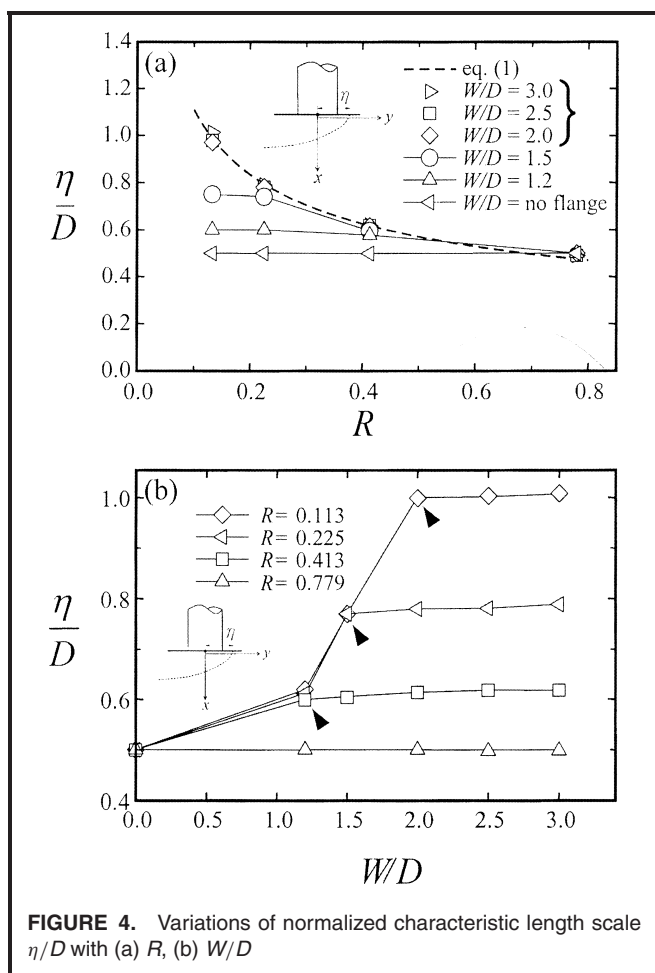 1.4
1.2
1.0
0.8
0.6
0.4
0.2
0.0
η
D
(a)
η
y
x
eq. (1)
W/D = 3.0
W/D = 2.5
W/D = 2.0
W/D = 1.5
W/D = 1.2
W/D = no flange
0.0 0.2 0.4 0.6 0.8
R
1.0
0.8
0.6
0.4
η
D
(b)
R= 0.113
R= 0.225
R= 0.413
R= 0.779
η
y
x
0.0 0.5 1.0 1.5 2.0 2.5 3.0
W/D
FIGURE 4. Variations of normalized characteristic length scale
η/D with (a) R, (b) W/D